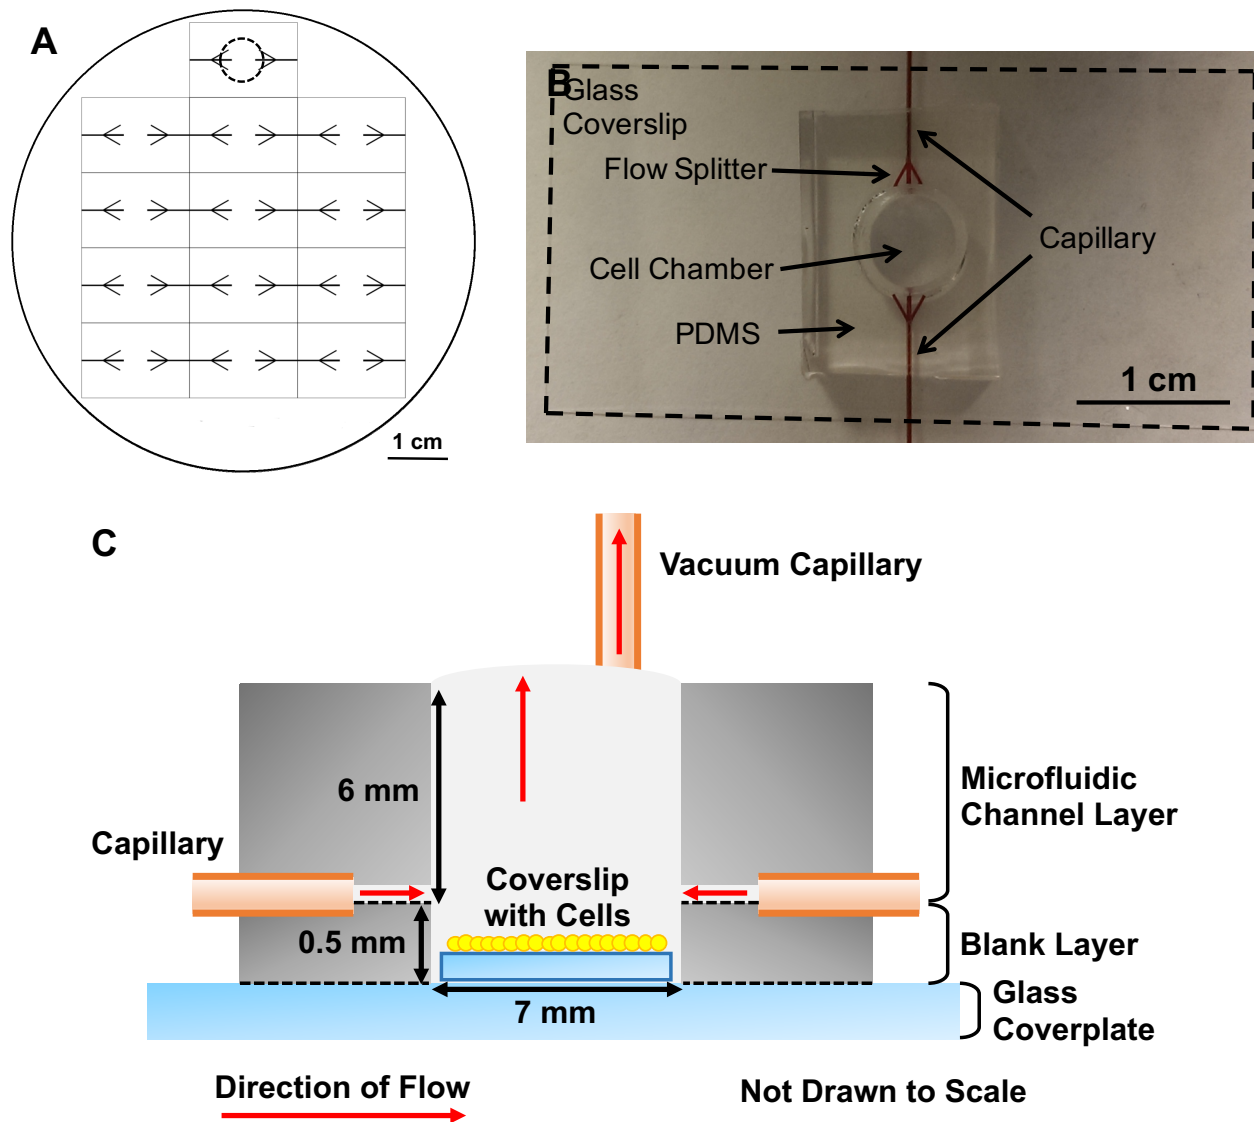 A
1 cm
B
Glass
Coverslip
Flow Splitter
Cell Chamber
PDMS
Capillary
1 cm
C
Vacuum Capillary
6 mm
Microfluidic
Channel Layer
Capillary
Coverslip
with Cells
0.5 mm
Blank Layer
7 mm
Glass
Coverplate
Direction of Flow
Not Drawn to Scale